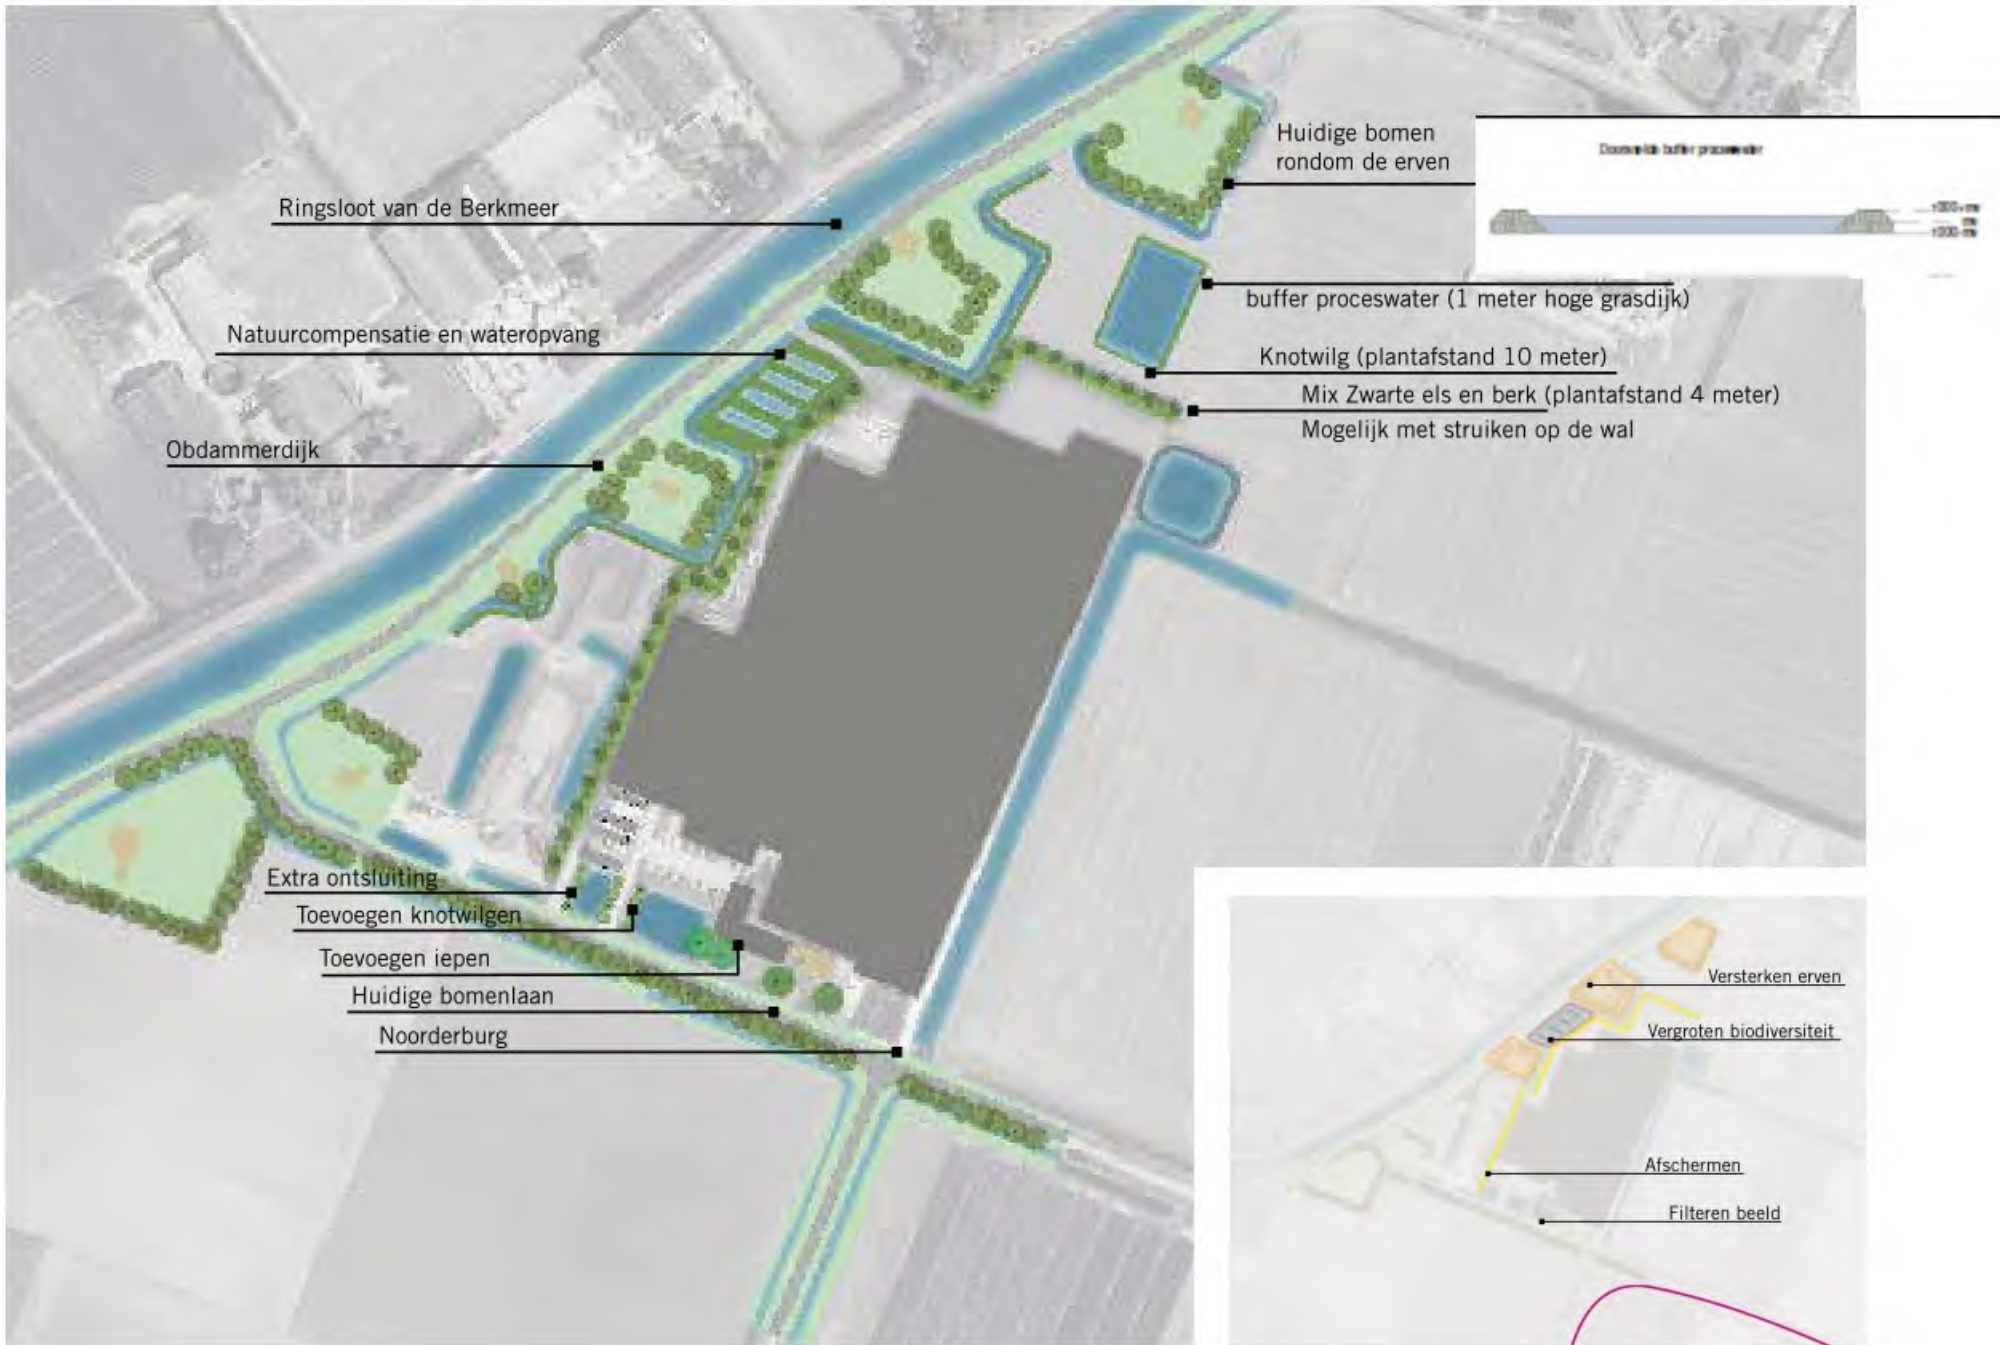 Huidige bomen
rondom de erven
buffer proceswater
Ringsloot van de Berkmeer
buffer proceswater (1 meter hoge grasdijk)
Natuurcompensatie en wateropvang
Knotwilg (plantafstand 10 meter)
Mix Zwarte els en berk (plantafstand 4 meter)
Mogelijk met struiken op de wal
Obdammerdijk
Extra ontsluiting
Toevoegen knotwilgen
Toevoegen iepen
Huidige bomenlaan
Noorderburg
Versterken erven
Vergroten biodiversiteit
Afschermen
Filteren beeld